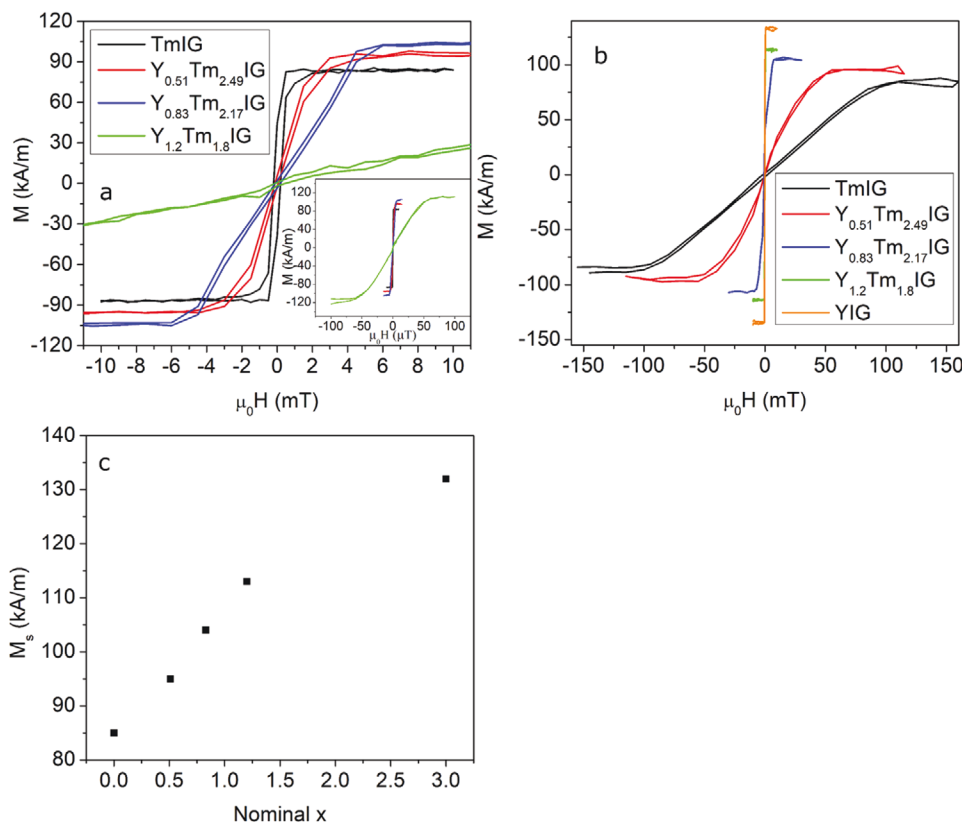 a
M (kA/m)
120
90
60
30
0
-30
-60
-90
-120
-10 -8 -6 -4 -2 0 2 4 6 8 10
μ₀H (mT)
TmIG
Y₀.₅₁Tm₂.₄₉IG
Y₀.₈₃Tm₂.₁₇IG
Y₁.₂Tm₁.₈IG
M (kA/m)
120
80
40
0
-40
-80
-120
-100 -50 0 50 100
μ₀H (μT)
b
M (kA/m)
100
50
0
-50
-100
-150
-150 -100 -50 0 50 100 150
μ₀H (mT)
TmIG
Y₀.₅₁Tm₂.₄₉IG
Y₀.₈₃Tm₂.₁₇IG
Y₁.₂Tm₁.₈IG
YIG
c
Mₛ (kA/m)
140
130
120
110
100
90
80
0.0 0.5 1.0 1.5 2.0 2.5 3.0
Nominal x